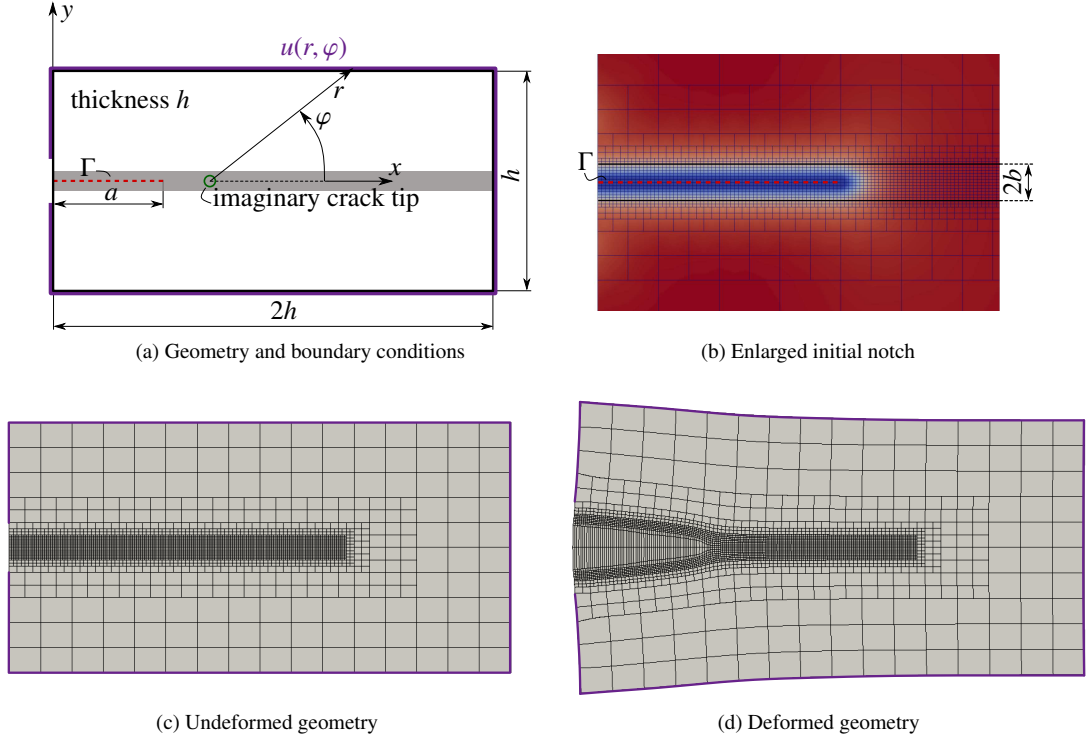 y
u(r, φ)
thickness h
r
φ
Γ
x
a
imaginary crack tip
h
2h
(a) Geometry and boundary conditions
Γ
2b
(b) Enlarged initial notch
(c) Undeformed geometry
(d) Deformed geometry